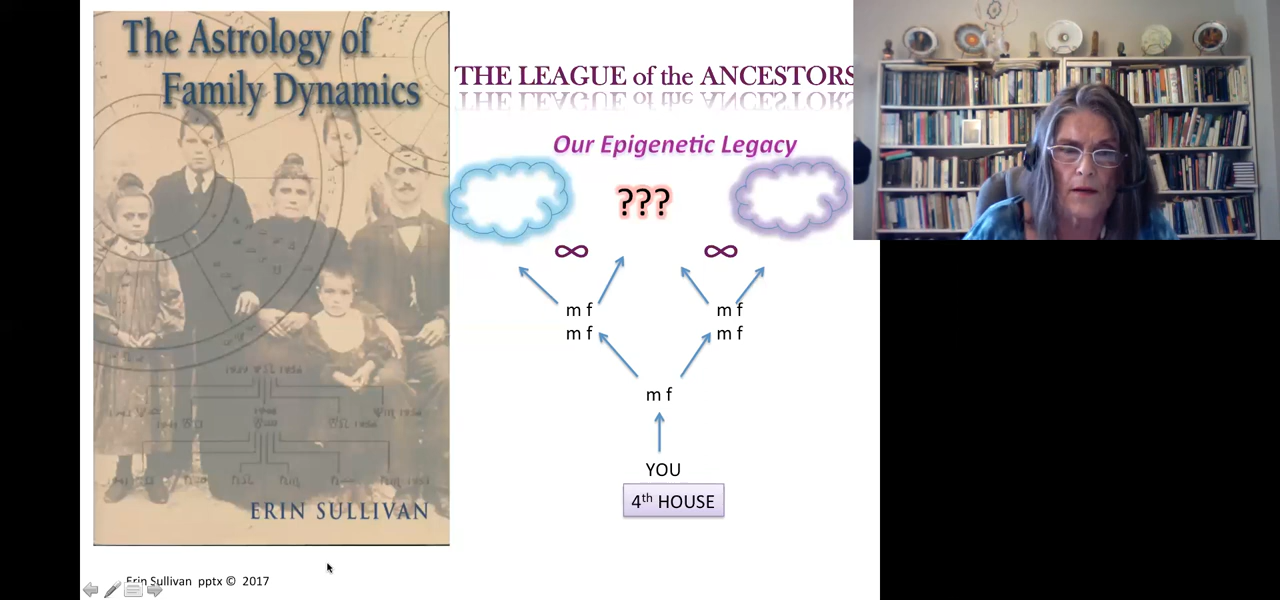 The Astrology of
Family Dynamics
ERIN SULLIVAN
THE LEAGUE of the ANCESTORS
Our Epigenetic Legacy
???
∞ ∞
m f m f
m f m f
m f
YOU
4th HOUSE
Erin Sullivan pptx © 2017